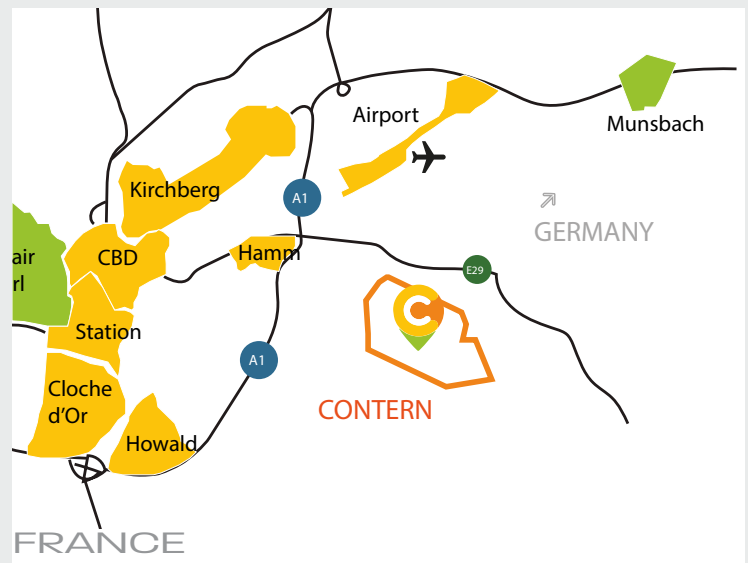 Airport
Munsbach
Kirchberg
A1
GERMANY
air
rl
CBD
Hamm
E29
Station
A1
Cloche
d'Or
CONTERN
Howald
FRANCE